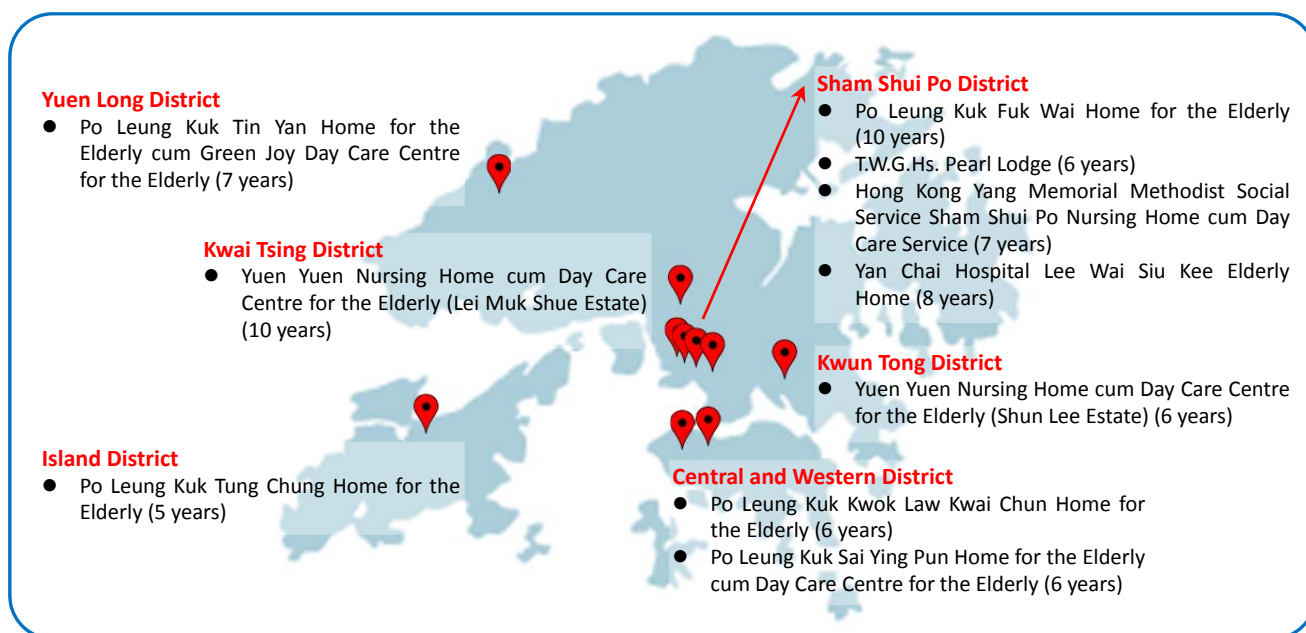 Yuen Long District
● Po Leung Kuk Tin Yan Home for the
Elderly cum Green Joy Day Care Centre
for the Elderly (7 years)
Kwai Tsing District
● Yuen Yuen Nursing Home cum Day Care
Centre for the Elderly (Lei Muk Shue Estate)
(10 years)
Island District
● Po Leung Kuk Tung Chung Home for the
Elderly (5 years)
Sham Shui Po District
● Po Leung Kuk Fuk Wai Home for the Elderly
(10 years)
● T.W.G.Hs. Pearl Lodge (6 years)
● Hong Kong Yang Memorial Methodist Social
Service Sham Shui Po Nursing Home cum Day
Care Service (7 years)
● Yan Chai Hospital Lee Wai Siu Kee Elderly
Home (8 years)
Kwun Tong District
● Yuen Yuen Nursing Home cum Day Care Centre
for the Elderly (Shun Lee Estate) (6 years)
Central and Western District
● Po Leung Kuk Kwok Law Kwai Chun Home for
the Elderly (6 years)
● Po Leung Kuk Sai Ying Pun Home for the Elderly
cum Day Care Centre for the Elderly (6 years)